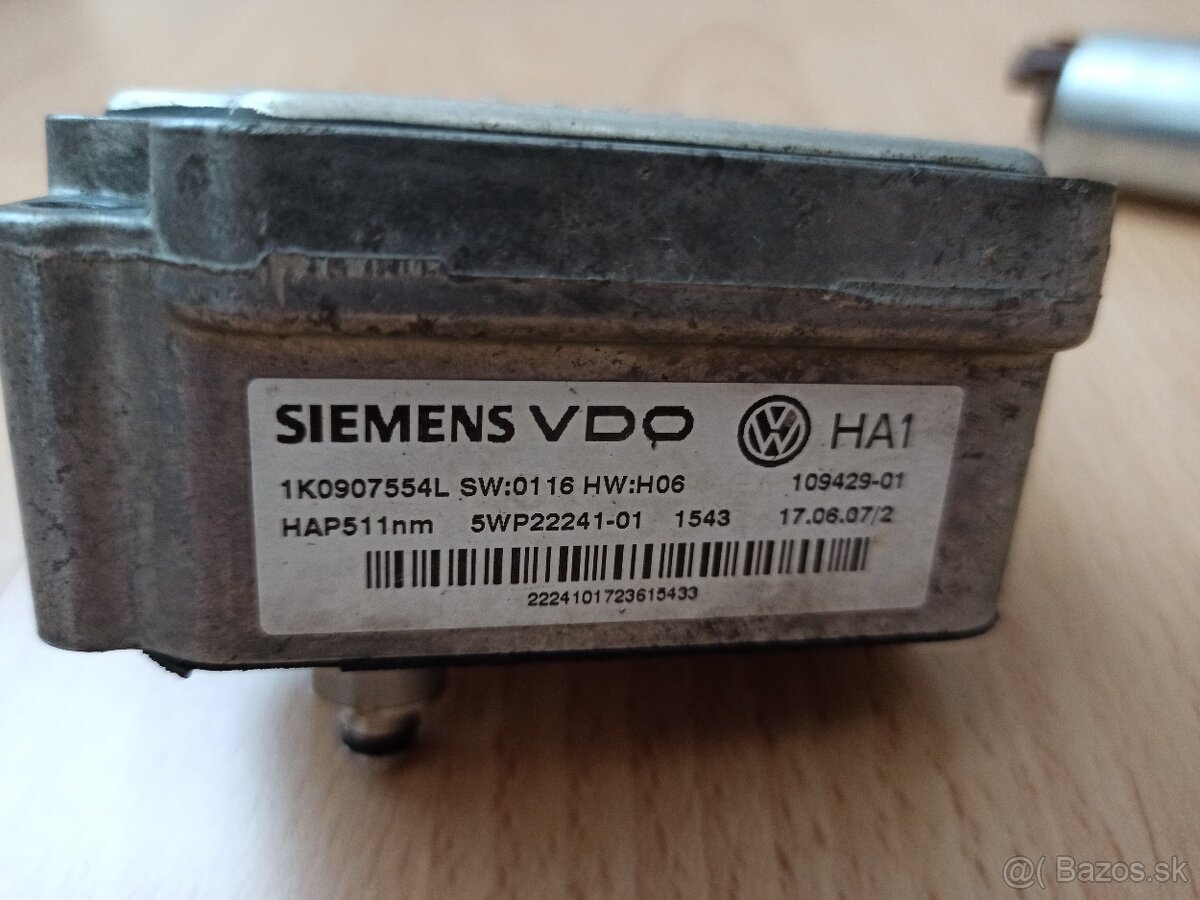 SIEMENS VDO VW HA1
1K0907554L SW:0116 HW:H06 109429-01
HAP511nm 5WP22241-01 1543 17.06.07/2
2224101723615433
@( Bazos.sk